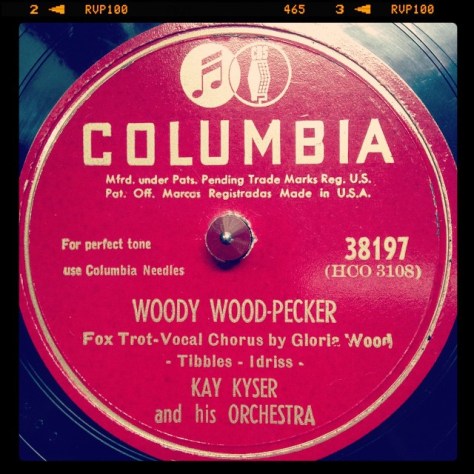 2 ◄ RVP100 465 3 ◄ RVP100
CBS
COLUMBIA
Mfrd. under Pats. Pending Trade Marks Reg. U.S.
Pat. Off. Marcas Registradas Made in U.S.A.
For perfect tone
use Columbia Needles
38197
(HCO 3108)
WOODY WOOD-PECKER
Fox Trot-Vocal Chorus by Gloria Wood
- Tibbles - Idriss -
KAY KYSER
and his ORCHESTRA